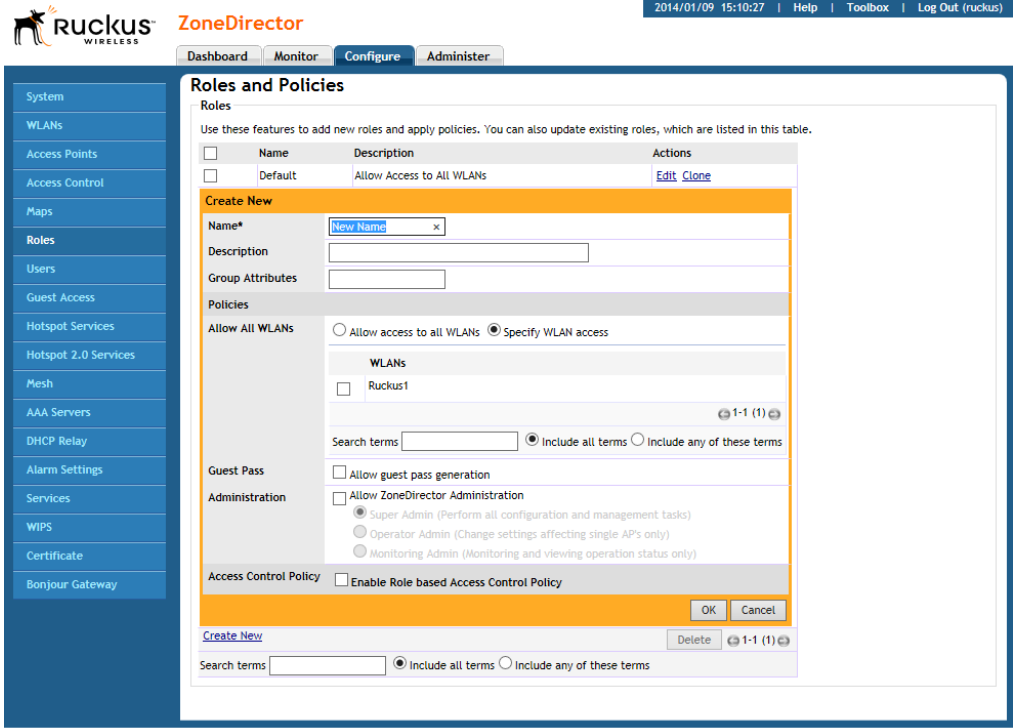 2014/01/09 15:10:27 | Help | Toolbox | Log Out (ruckus)
Ruckus
WIRELESS
ZoneDirector
Dashboard Monitor Configure Administer
System
WLANs
Access Points
Access Control
Maps
Roles
Users
Guest Access
Hotspot Services
Hotspot 2.0 Services
Mesh
AAA Servers
DHCP Relay
Alarm Settings
Services
WIPS
Certificate
Bonjour Gateway
Roles and Policies
Roles
Use these features to add new roles and apply policies. You can also update existing roles, which are listed in this table.
Name Description Actions
Default Allow Access to All WLANs Edit Clone
Create New
Name* New Name ×
Description
Group Attributes
Policies
Allow All WLANs Allow access to all WLANs Specify WLAN access
WLANs
Ruckus1
1-1 (1)
Search terms Include all terms Include any of these terms
Guest Pass Allow guest pass generation
Administration Allow ZoneDirector Administration
Super Admin (Perform all configuration and management tasks)
Operator Admin (Change settings affecting single AP's only)
Monitoring Admin (Monitoring and viewing operation status only)
Access Control Policy Enable Role based Access Control Policy
OK Cancel
Create New Delete 1-1 (1)
Search terms Include all terms Include any of these terms